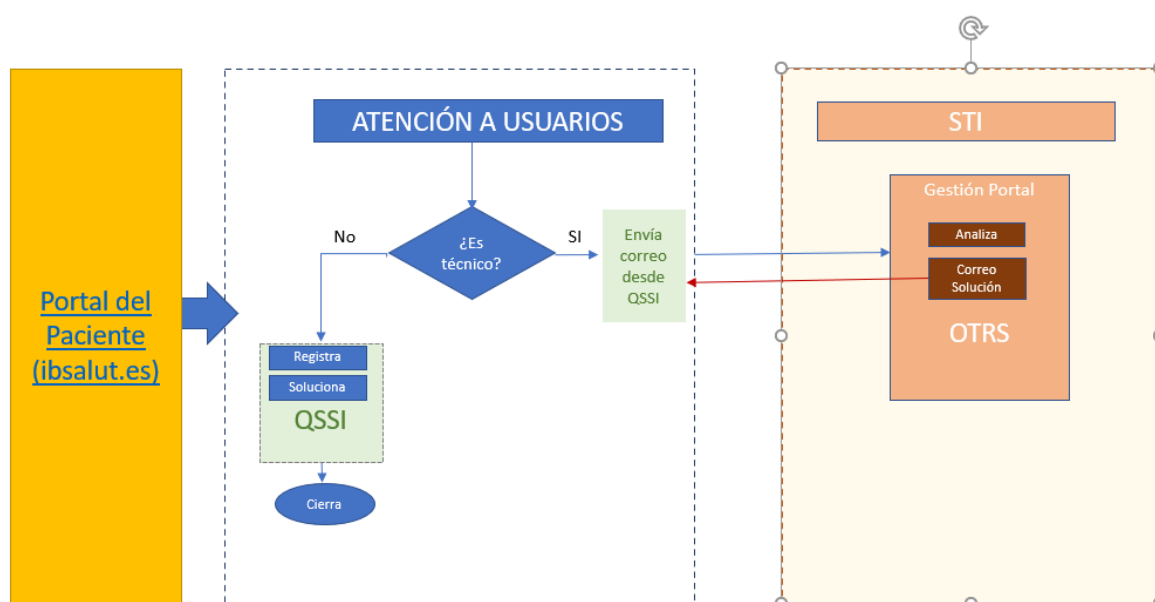 Portal del
Paciente
(ibsalut.es)
ATENCIÓN A USUARIOS
¿Es
técnico?
No
SI
Envía
correo
desde
QSSI
Registra
Soluciona
QSSI
Cierra
STI
Gestión Portal
Analiza
Correo
Solución
OTRS